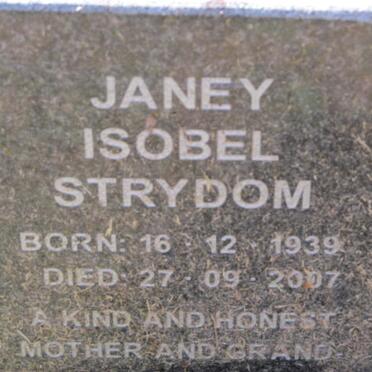 JANEY
ISOBEL
STRYDOM
BORN: 16 · 12 · 1939
DIED: 27 · 09 · 2007
A KIND AND HONEST
MOTHER AND GRAND-